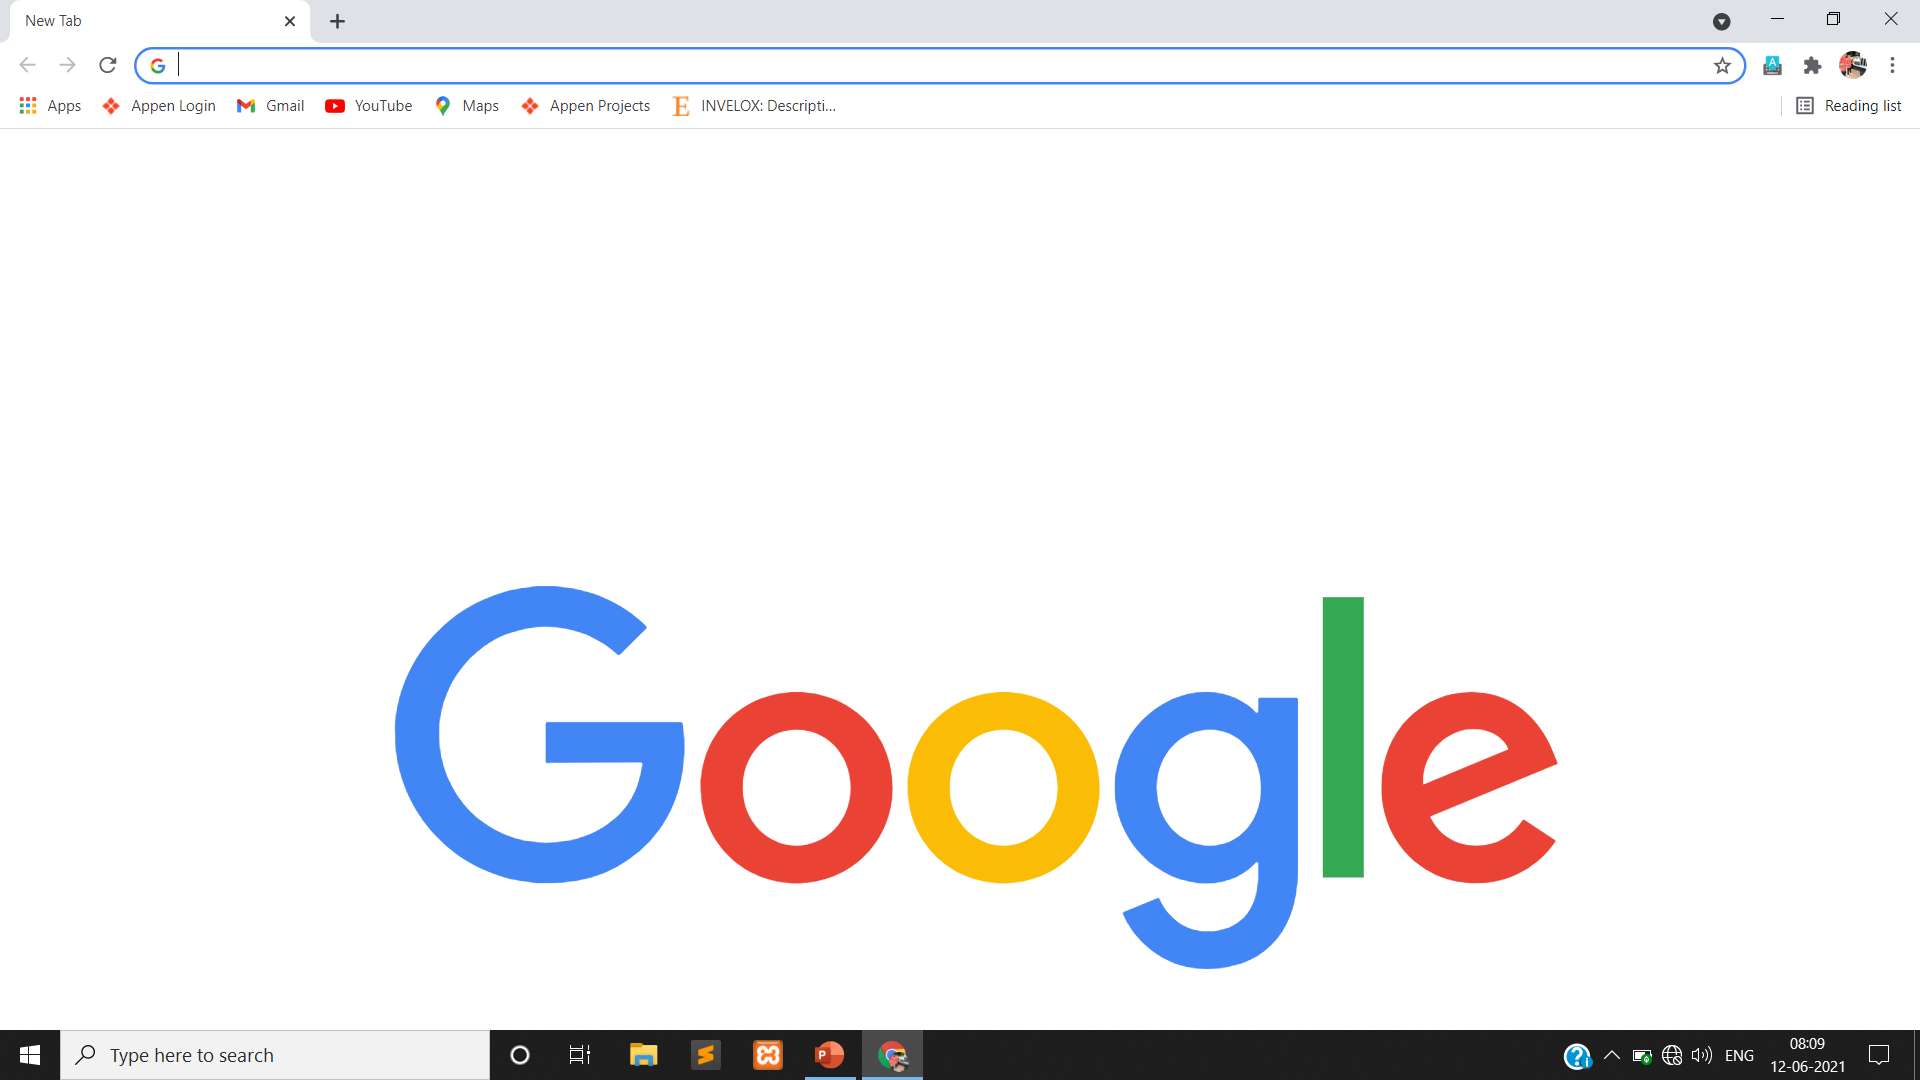 New Tab
Apps Appen Login Gmail YouTube Maps Appen Projects INVELOX: Descripti... Reading list
Google
Type here to search ENG 08:09
12-06-2021